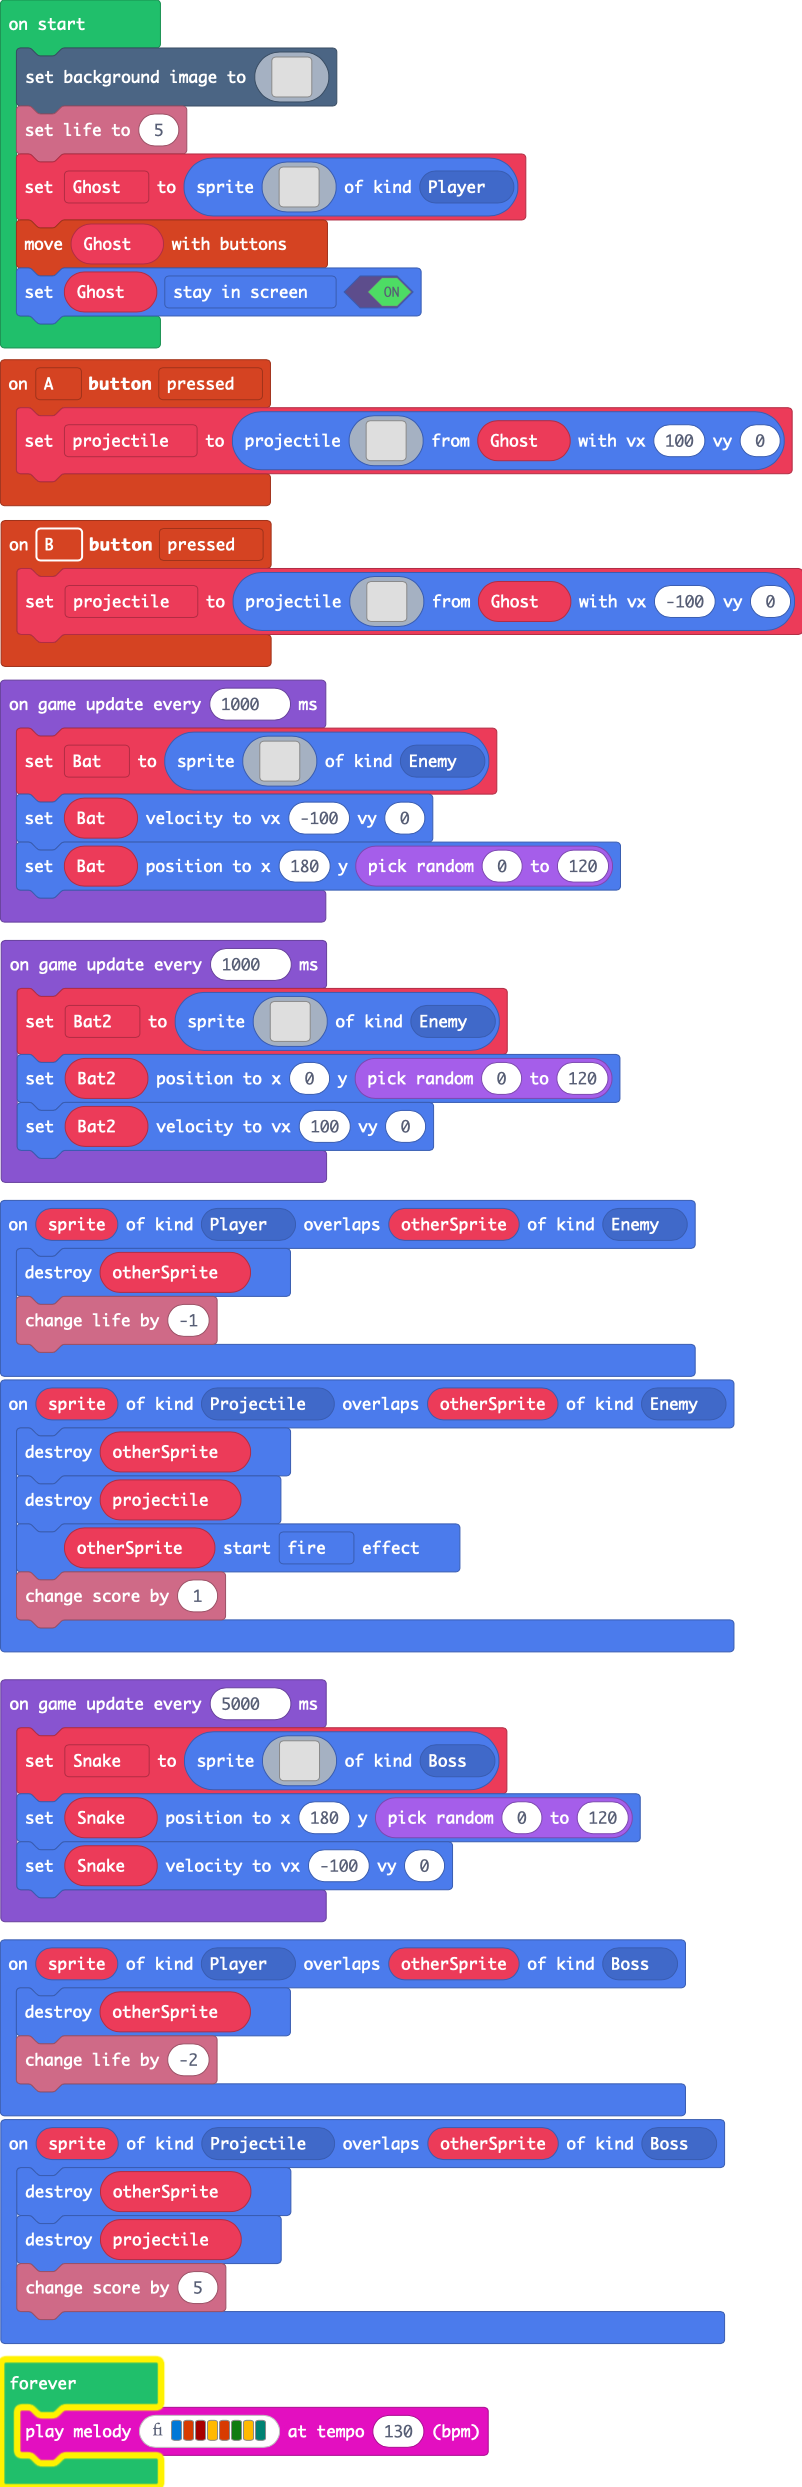 on start
set background image to
set life to 5
set Ghost to sprite of kind Player
move Ghost with buttons
set Ghost stay in screen ON
on A button pressed
set projectile to projectile from Ghost with vx 100 vy 0
on B button pressed
set projectile to projectile from Ghost with vx -100 vy 0
on game update every 1000 ms
set Bat to sprite of kind Enemy
set Bat velocity to vx -100 vy 0
set Bat position to x 180 y pick random 0 to 120
on game update every 1000 ms
set Bat2 to sprite of kind Enemy
set Bat2 position to x 0 y pick random 0 to 120
set Bat2 velocity to vx 100 vy 0
on sprite of kind Player overlaps otherSprite of kind Enemy
destroy otherSprite
change life by -1
on sprite of kind Projectile overlaps otherSprite of kind Enemy
destroy otherSprite
destroy projectile
otherSprite start fire effect
change score by 1
on game update every 5000 ms
set Snake to sprite of kind Boss
set Snake position to x 180 y pick random 0 to 120
set Snake velocity to vx -100 vy 0
on sprite of kind Player overlaps otherSprite of kind Boss
destroy otherSprite
change life by -2
on sprite of kind Projectile overlaps otherSprite of kind Boss
destroy otherSprite
destroy projectile
change score by 5
forever
play melody at tempo 130 (bpm)